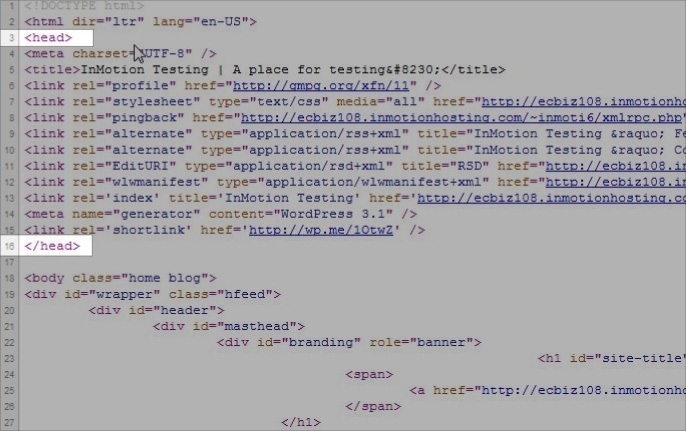 1 <!DOCTYPE html>
2 <html dir="ltr" lang="en-US">
3 <head>
4 <meta charset="UTF-8" />
5 <title>InMotion Testing | A place for testing&#8230;</title>
6 <link rel="profile" href="http://gmpg.org/xfn/11" />
7 <link rel="stylesheet" type="text/css" media="all" href="http://ecbiz108.inmotionho
8 <link rel="pingback" href="http://ecbiz108.inmotionhosting.com/~inmoti6/xmlrpc.php"
9 <link rel="alternate" type="application/rss+xml" title="InMotion Testing &raquo; Fe
10 <link rel="alternate" type="application/rss+xml" title="InMotion Testing &raquo; Co
11 <link rel="EditURI" type="application/rsd+xml" title="RSD" href="http://ecbiz108.in
12 <link rel="wlwmanifest" type="application/wlwmanifest+xml" href="http://ecbiz108.in
13 <link rel='index' title='InMotion Testing' href='http://ecbiz108.inmotionhosting.co
14 <meta name="generator" content="WordPress 3.1" />
15 <link rel='shortlink' href='http://wp.me/1OtwZ' />
16 </head>
17
18 <body class="home blog">
19 <div id="wrapper" class="hfeed">
20 <div id="header">
21 <div id="masthead">
22 <div id="branding" role="banner">
23 <h1 id="site-title"
24 <span>
25 <a href="http://ecbiz108.inmotionho
26 </span>
27 </h1>